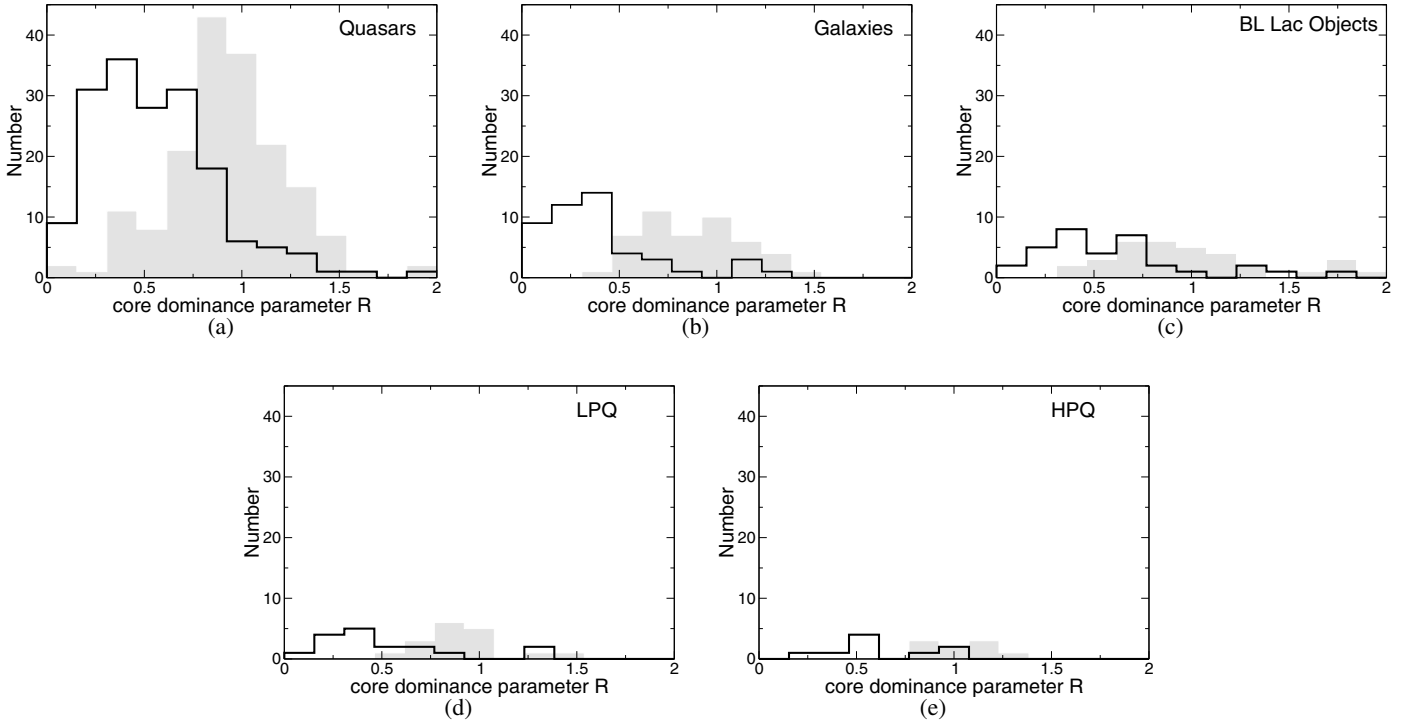 Quasars
Number
40
30
20
10
0
0 0.5 1 1.5 2
core dominance parameter R
(a)
Galaxies
Number
40
30
20
10
0
0 0.5 1 1.5 2
core dominance parameter R
(b)
BL Lac Objects
Number
40
30
20
10
0
0 0.5 1 1.5 2
core dominance parameter R
(c)
LPQ
Number
40
30
20
10
0
0 0.5 1 1.5 2
core dominance parameter R
(d)
HPQ
Number
40
30
20
10
0
0 0.5 1 1.5 2
core dominance parameter R
(e)